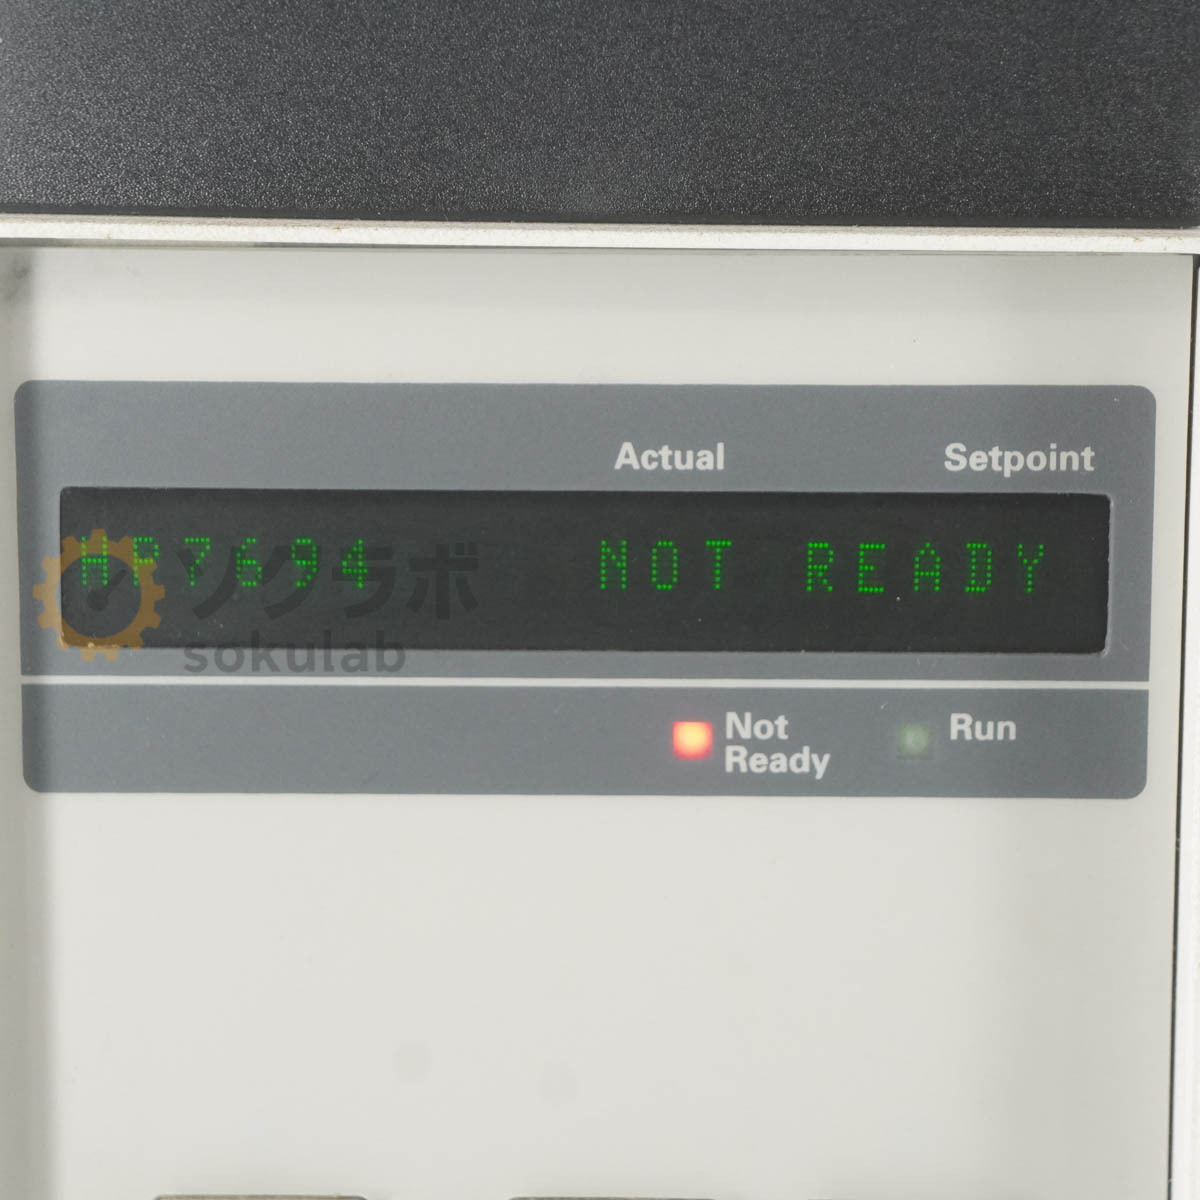 Actual Setpoint
HP7694 NOT READY
ソクラボ
sokulab
Not Ready
Run